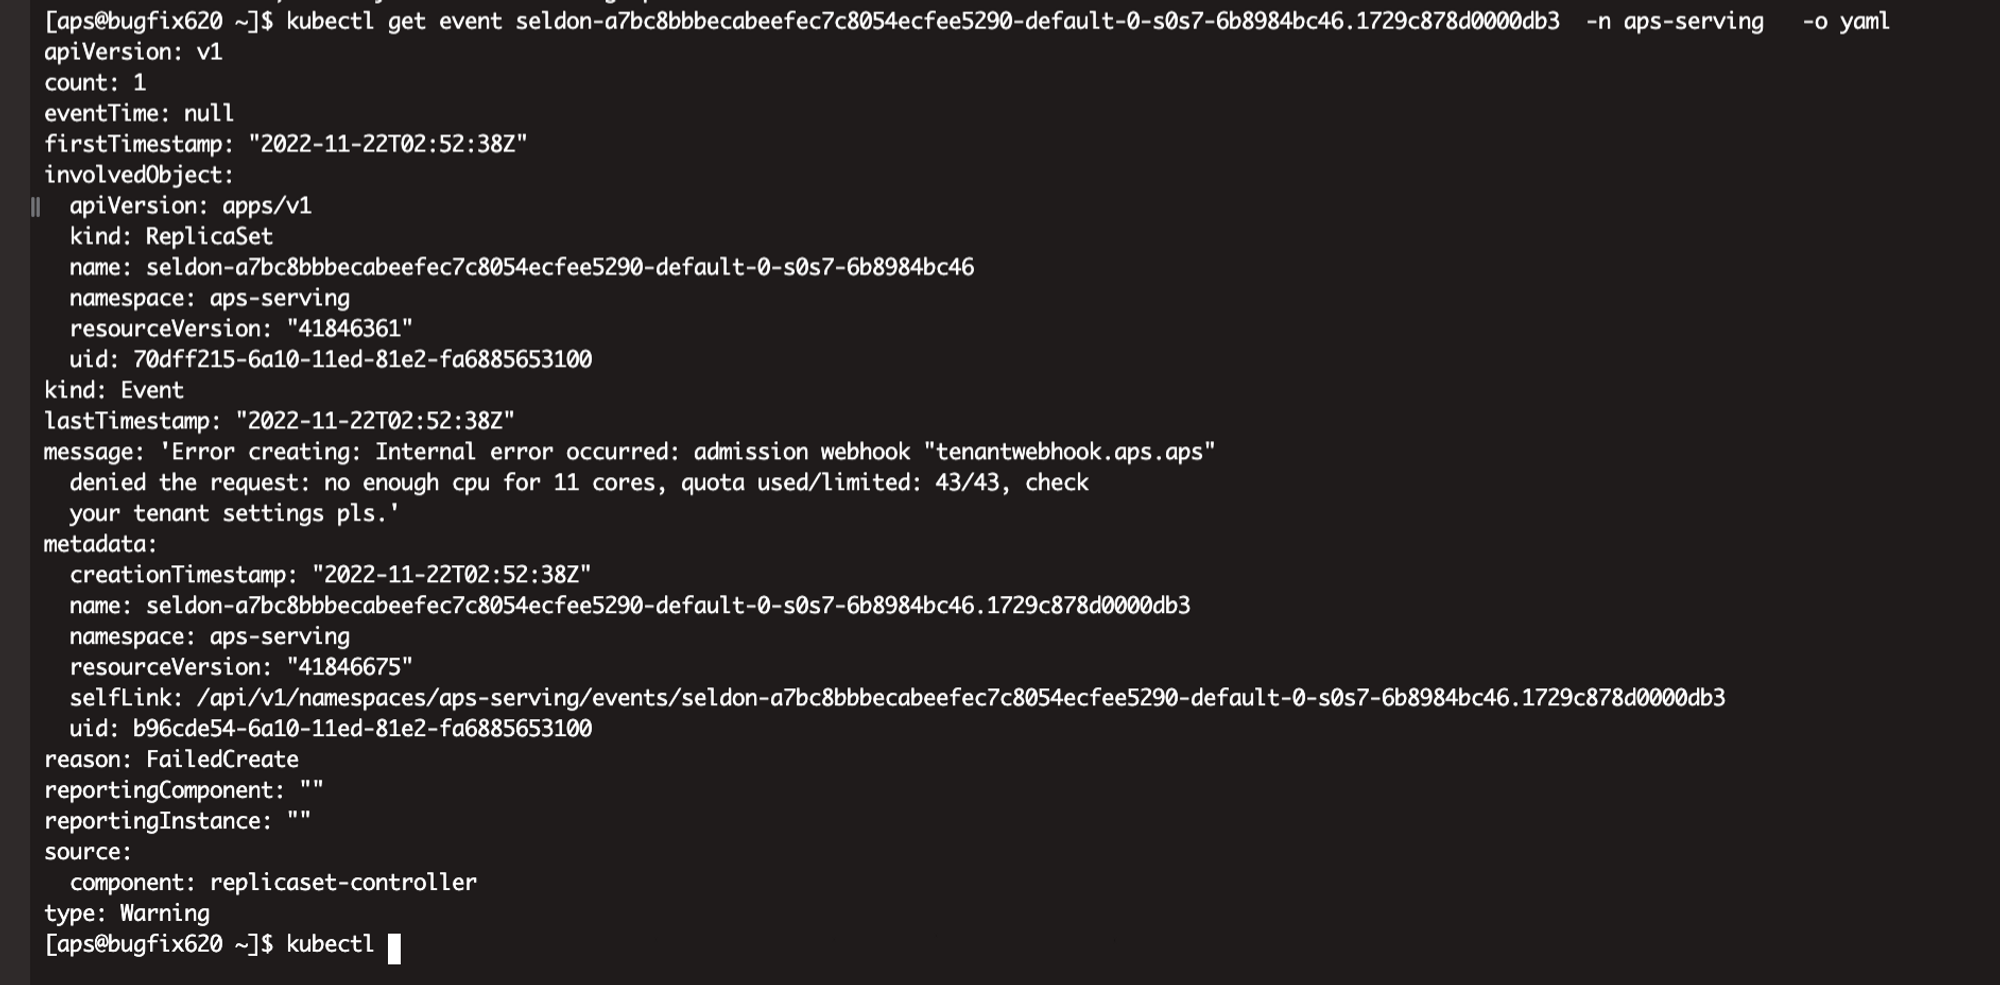 [aps@bugfix620 ~]$ kubectl get event seldon-a7bc8bbbecabeefec7c8054ecfee5290-default-0-s0s7-6b8984bc46.1729c878d0000db3  -n aps-serving   -o yaml
apiVersion: v1
count: 1
eventTime: null
firstTimestamp: "2022-11-22T02:52:38Z"
involvedObject:
  apiVersion: apps/v1
  kind: ReplicaSet
  name: seldon-a7bc8bbbecabeefec7c8054ecfee5290-default-0-s0s7-6b8984bc46
  namespace: aps-serving
  resourceVersion: "41846361"
  uid: 70dff215-6a10-11ed-81e2-fa6885653100
kind: Event
lastTimestamp: "2022-11-22T02:52:38Z"
message: 'Error creating: Internal error occurred: admission webhook "tenantwebhook.aps.aps"
  denied the request: no enough cpu for 11 cores, quota used/limited: 43/43, check
  your tenant settings pls.'
metadata:
  creationTimestamp: "2022-11-22T02:52:38Z"
  name: seldon-a7bc8bbbecabeefec7c8054ecfee5290-default-0-s0s7-6b8984bc46.1729c878d0000db3
  namespace: aps-serving
  resourceVersion: "41846675"
  selfLink: /api/v1/namespaces/aps-serving/events/seldon-a7bc8bbbecabeefec7c8054ecfee5290-default-0-s0s7-6b8984bc46.1729c878d0000db3
  uid: b96cde54-6a10-11ed-81e2-fa6885653100
reason: FailedCreate
reportingComponent: ""
reportingInstance: ""
source:
  component: replicaset-controller
type: Warning
[aps@bugfix620 ~]$ kubectl